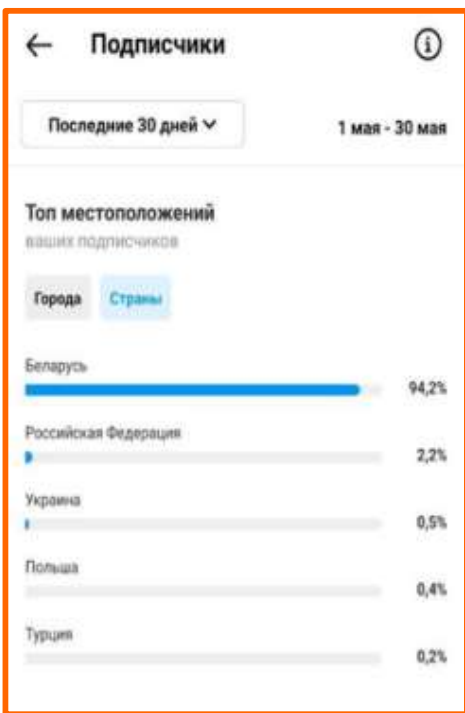 Подписчики
Последние 30 дней
1 мая - 30 мая
Топ местоположений
ваших подписчиков
Города
Страны
Беларусь
94,2%
Российская Федерация
2,2%
Украина
0,5%
Польша
0,4%
Турция
0,2%